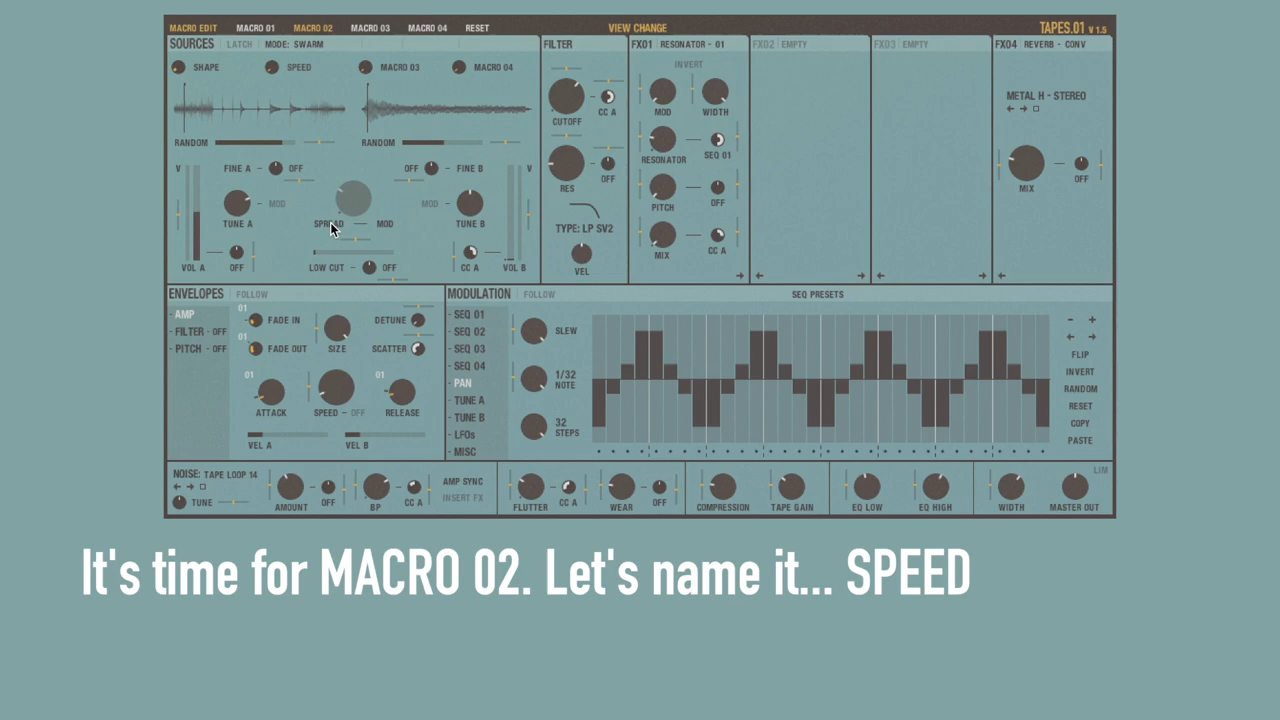 MACRO EDIT MACRO 01 MACRO 02 MACRO 03 MACRO 04 RESET VIEW CHANGE TAPES.01 V 1.5
SOURCES LATCH MODE: SWARM
SHAPE SPEED MACRO 03 MACRO 04
RANDOM RANDOM
V FINE A OFF OFF FINE B V
TUNE A MOD SPREAD MOD MOD TUNE B
VOL A OFF LOW CUT OFF CC A VOL B
FILTER
CUTOFF CC A
RES OFF
TYPE: LP SV2
VEL
FX01 RESONATOR - 01
INVERT
MOD WIDTH
RESONATOR SEQ 01
PITCH OFF
MIX CC A
FX02 EMPTY
FX03 EMPTY
FX04 REVERB - CONV
METAL H - STEREO
MIX OFF
ENVELOPES FOLLOW
- AMP
- FILTER - OFF
- PITCH - OFF
01 FADE IN DETUNE
01 FADE OUT SIZE SCATTER
01 ATTACK SPEED - OFF 01 RELEASE
VEL A VEL B
MODULATION FOLLOW SEQ PRESETS
- SEQ 01
- SEQ 02
- SEQ 03
- SEQ 04
- PAN
- TUNE A
- TUNE B
- LFOs
- MISC
SLEW
1/32
NOTE
32
STEPS
- +
FLIP
INVERT
RANDOM
RESET
COPY
PASTE
NOISE: TAPE LOOP 14
TUNE AMOUNT OFF BP CC A
AMP SYNC
INSERT FX
FLUTTER CC A WEAR OFF
COMPRESSION TAPE GAIN
EQ LOW EQ HIGH
LIM
WIDTH MASTER OUT
It's time for MACRO 02. Let's name it... SPEED